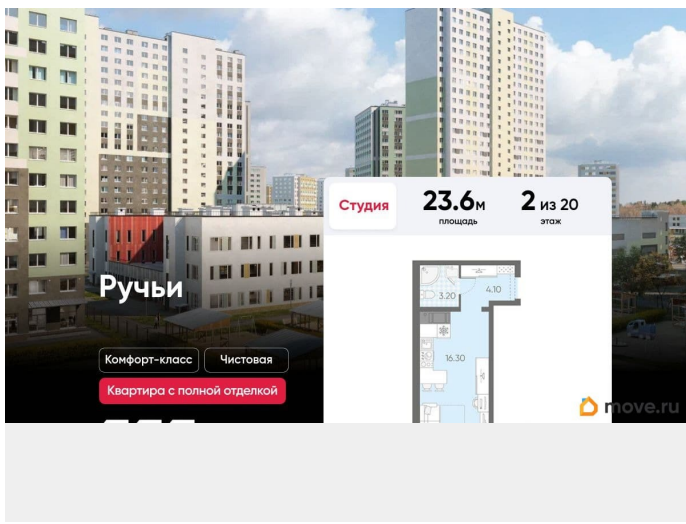 Студия
23.6м
площадь
2 из 20
этаж
3.20
4.10
16.30
Ручьи
Комфорт-класс
Чистовая
Квартира с полной отделкой
move.ru